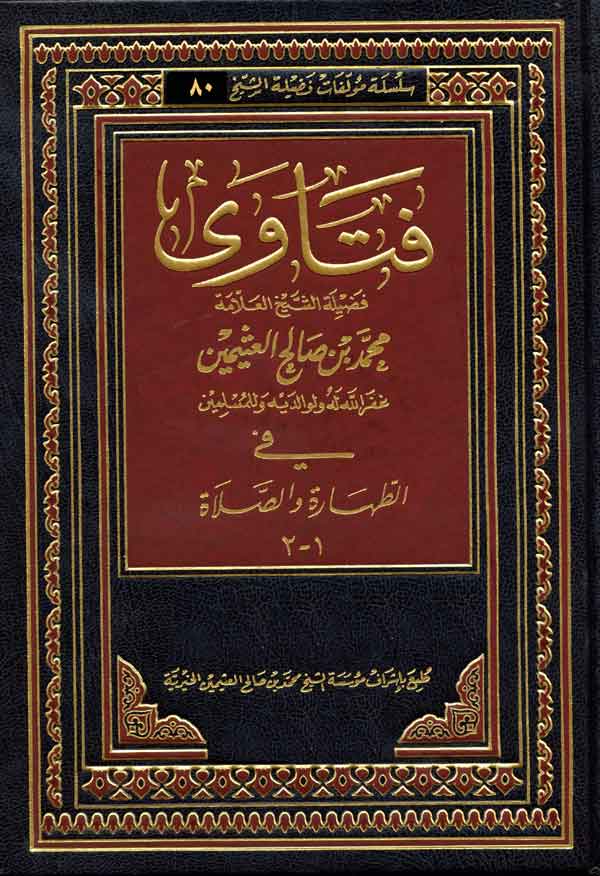 سلسلة مؤلفات فضيلة الشيخ ٨٠
فتاوى
فضيلة الشيخ العلامة
محمد بن صالح العثيمين
غفر الله له ولوالديه وللمسلمين
في
الطهارة والصلاة
١-٢
طبع بإشراف مؤسسة الشيخ محمد بن صالح العثيمين الخيرية